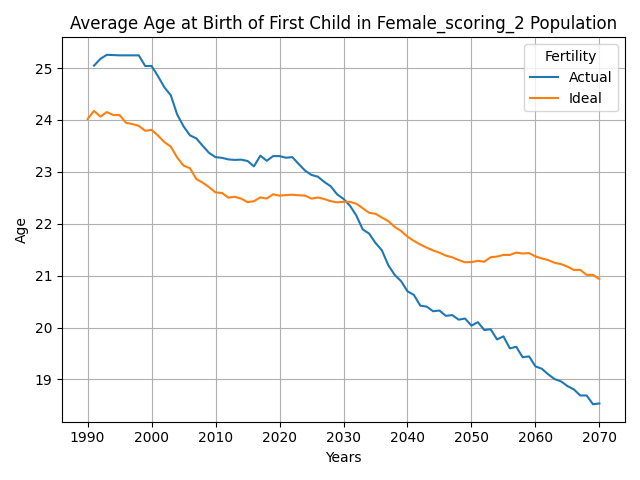 Average Age at Birth of First Child in Female_scoring_2 Population
Fertility
Actual
Ideal
25
24
23
22
21
20
19
Age
1990
2000
2010
2020
2030
2040
2050
2060
2070
Years